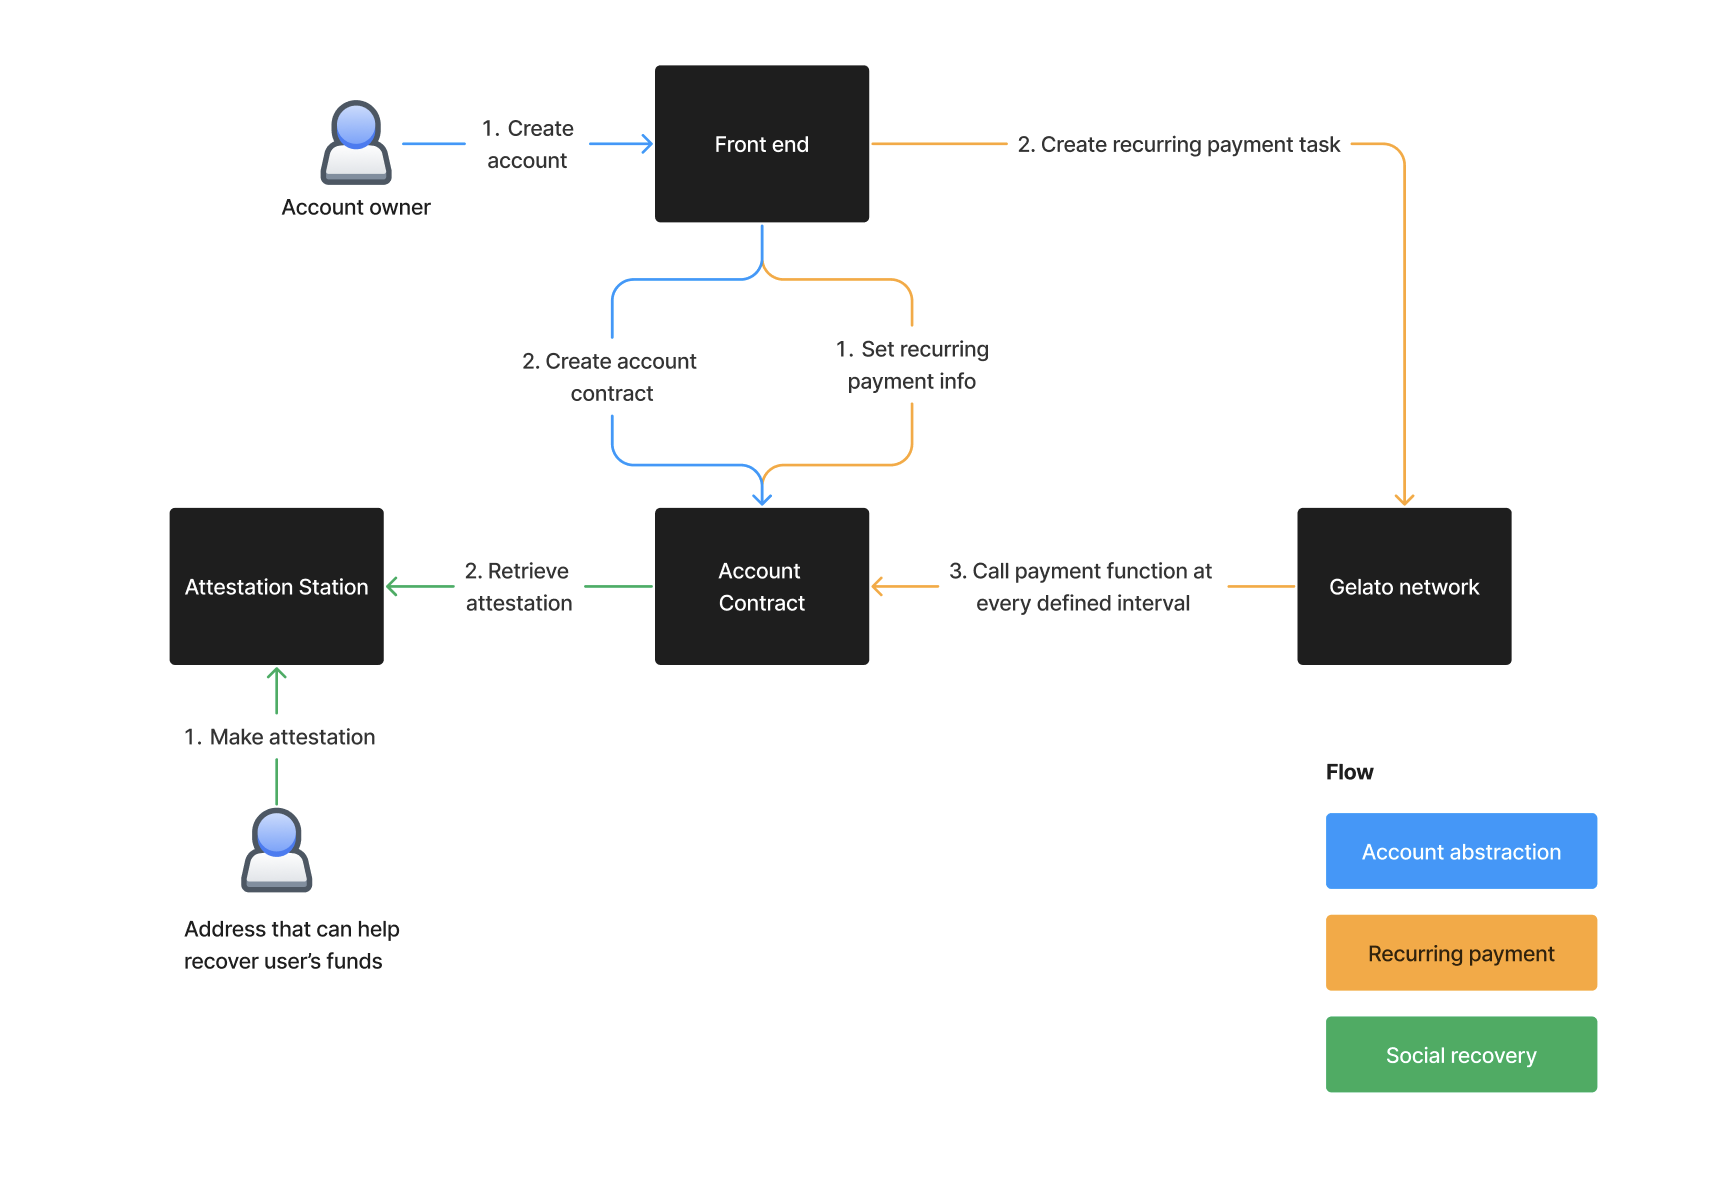 1. Create
account
Front end
2. Create recurring payment task
Account owner
2. Create account
contract
1. Set recurring
payment info
Attestation Station
2. Retrieve
attestation
Account
Contract
3. Call payment function at
every defined interval
Gelato network
1. Make attestation
Address that can help
recover user's funds
Flow
Account abstraction
Recurring payment
Social recovery